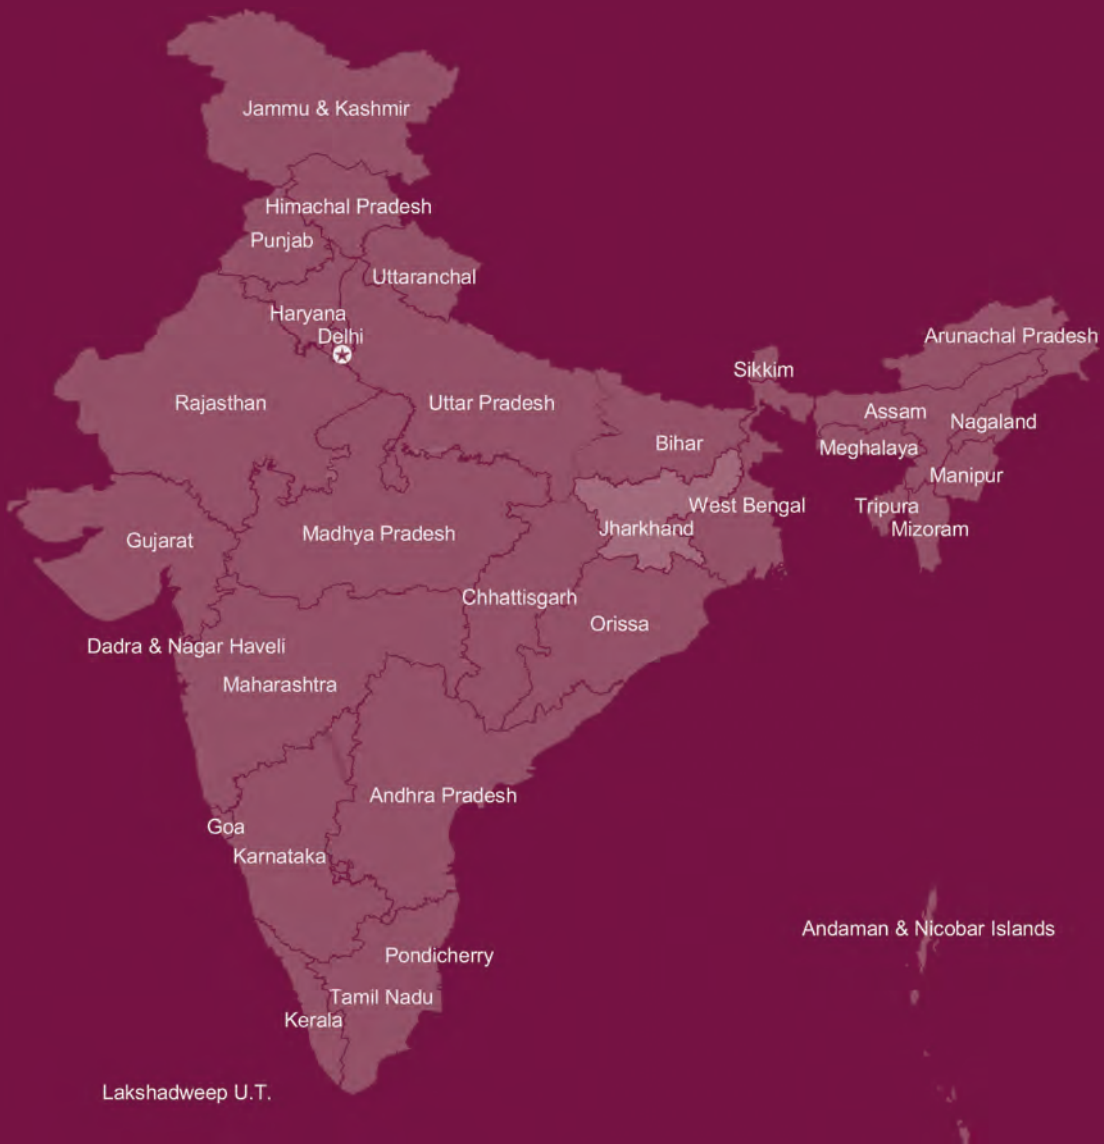 Jammu & Kashmir
Himachal Pradesh
Punjab
Uttaranchal
Haryana
Delhi
Arunachal Pradesh
Sikkim
Rajasthan
Uttar Pradesh
Assam
Nagaland
Bihar
Meghalaya
Manipur
West Bengal
Tripura
Jharkhand
Mizoram
Madhya Pradesh
Gujarat
Chhattisgarh
Orissa
Dadra & Nagar Haveli
Maharashtra
Andhra Pradesh
Goa
Karnataka
Andaman & Nicobar Islands
Pondicherry
Tamil Nadu
Kerala
Lakshadweep U.T.